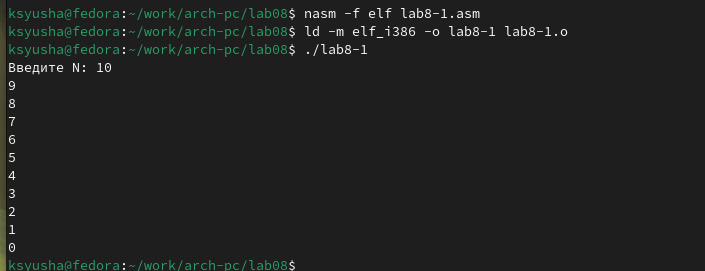 ksyusha@fedora:~/work/arch-pc/lab08$ nasm -f elf lab8-1.asm
ksyusha@fedora:~/work/arch-pc/lab08$ ld -m elf_i386 -o lab8-1 lab8-1.o
ksyusha@fedora:~/work/arch-pc/lab08$ ./lab8-1
Введите N: 10
9
8
7
6
5
4
3
2
1
0
ksyusha@fedora:~/work/arch-pc/lab08$